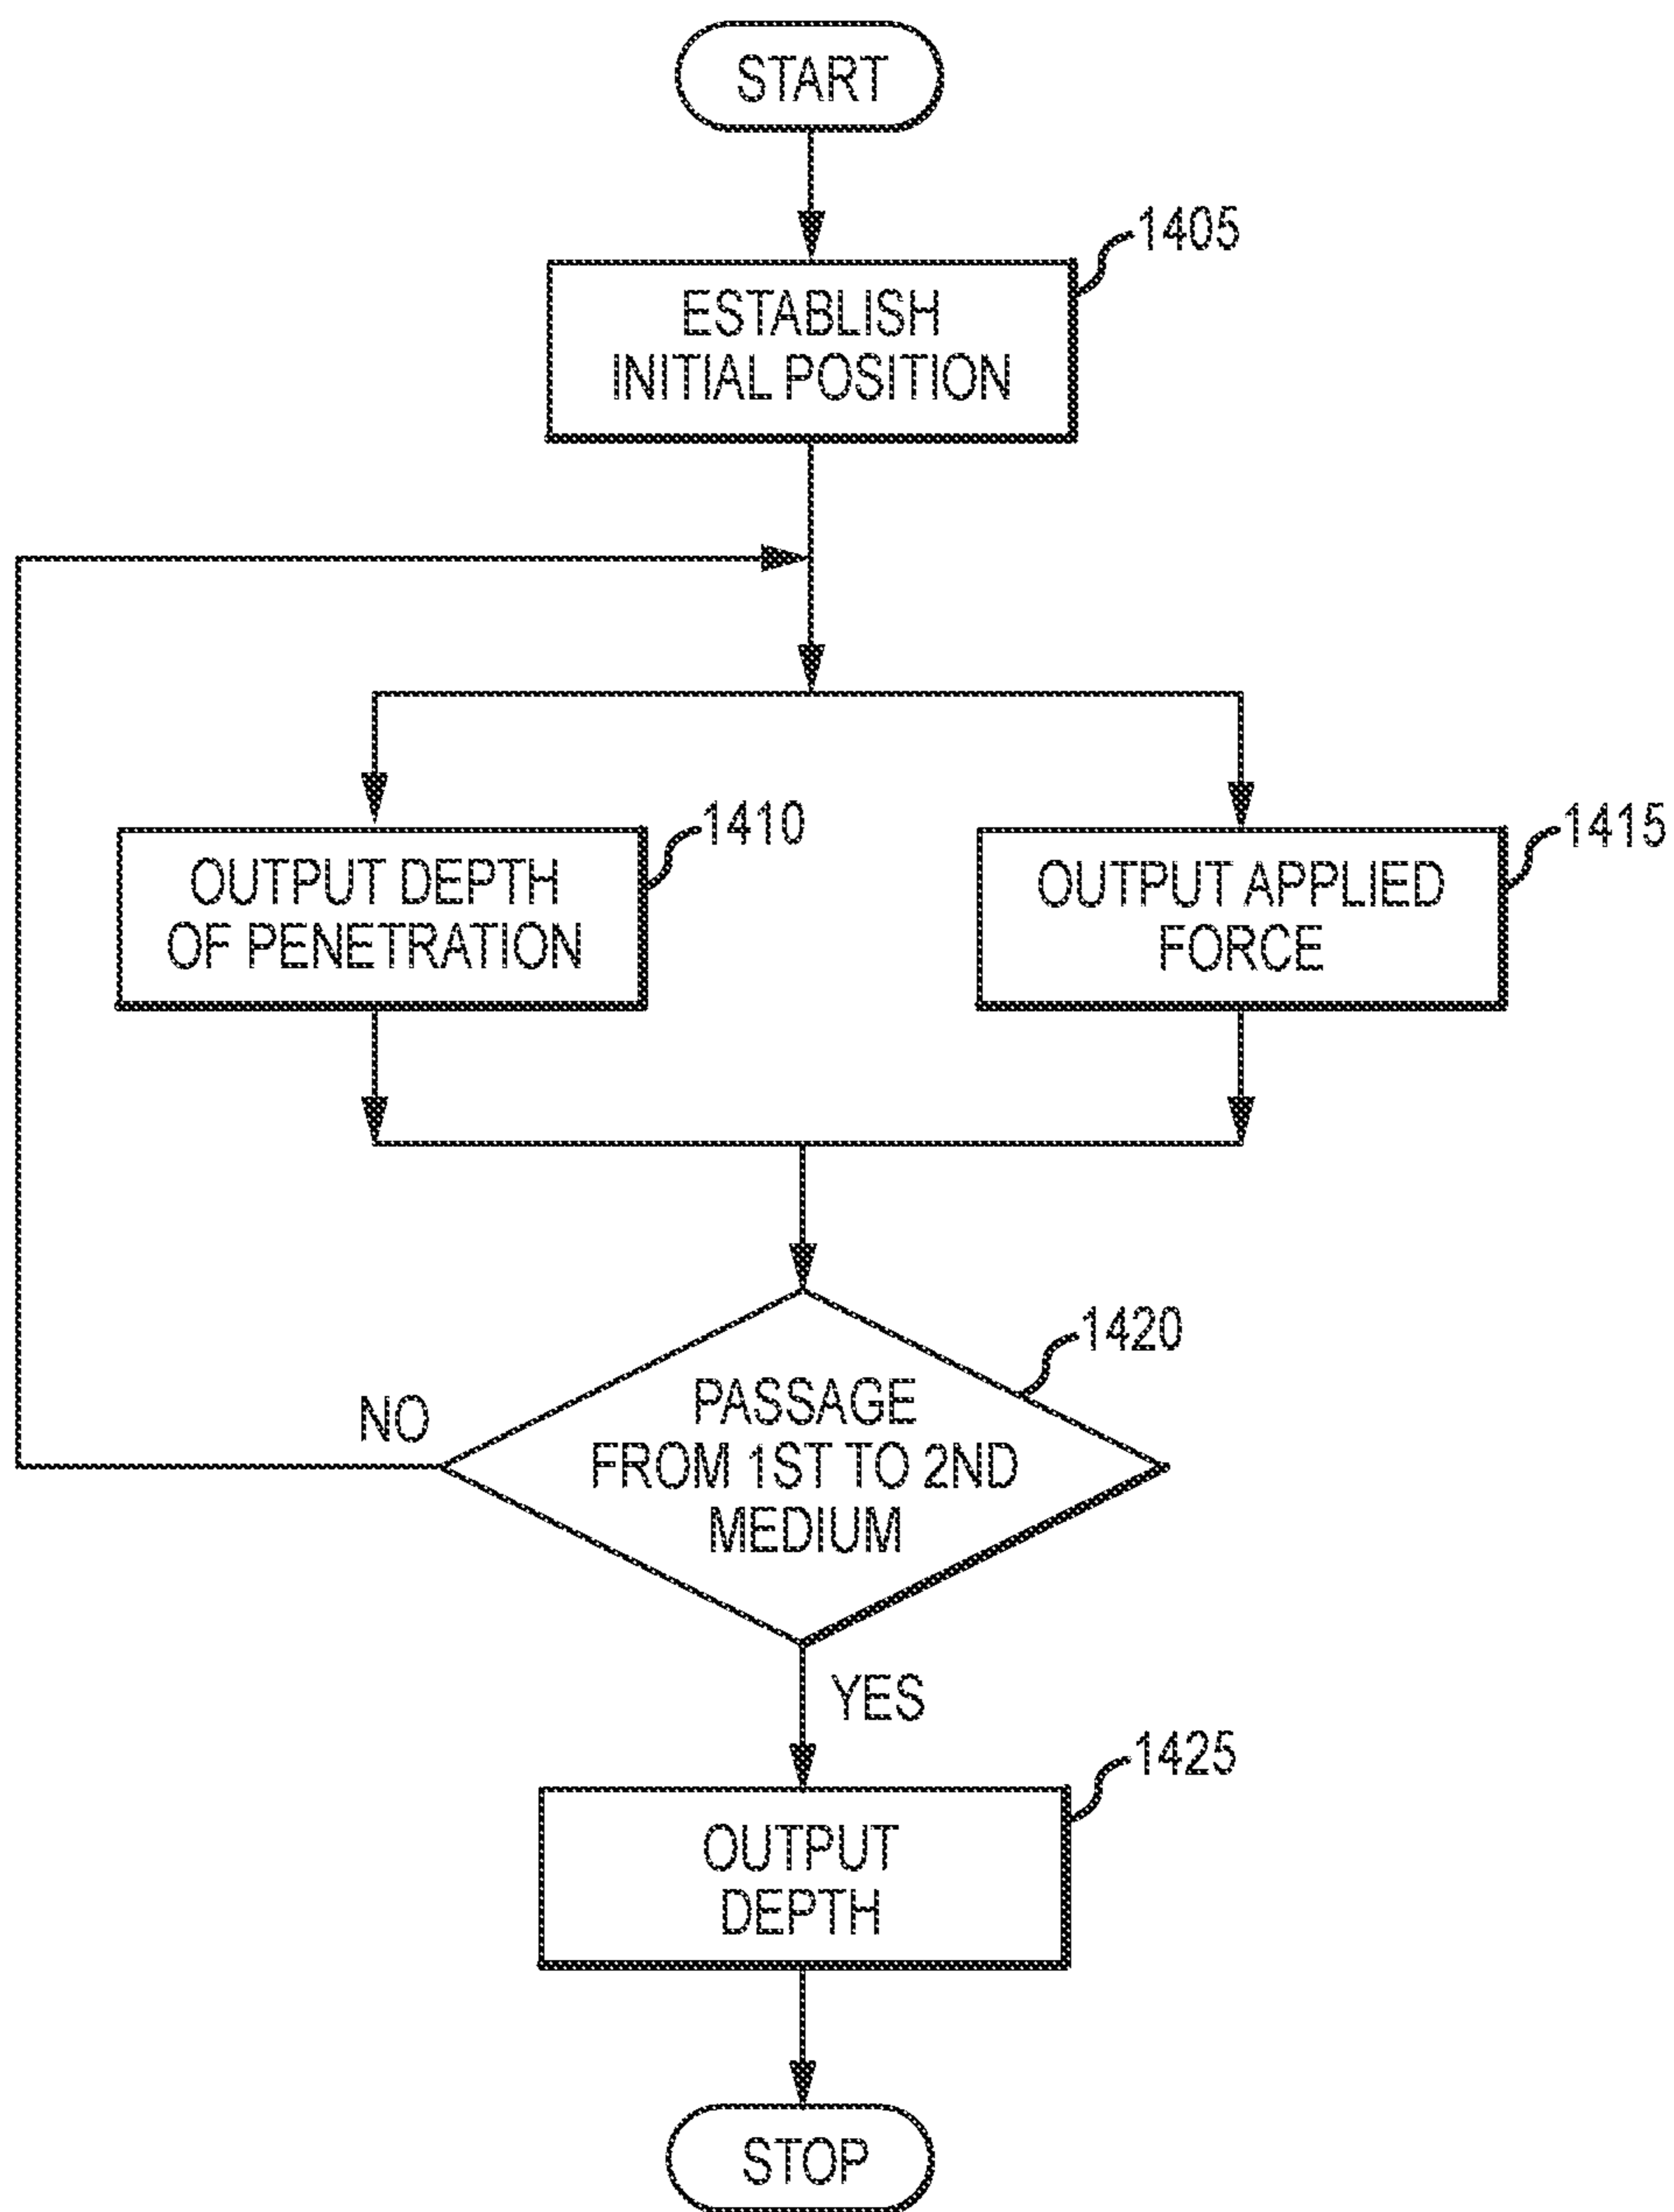 START
1405
ESTABLISH
INITIAL POSITION
1410
OUTPUT DEPTH
OF PENETRATION
1415
OUTPUT APPLIED
FORCE
1420
PASSAGE
FROM 1ST TO 2ND
MEDIUM
NO
YES
1425
OUTPUT
DEPTH
STOP